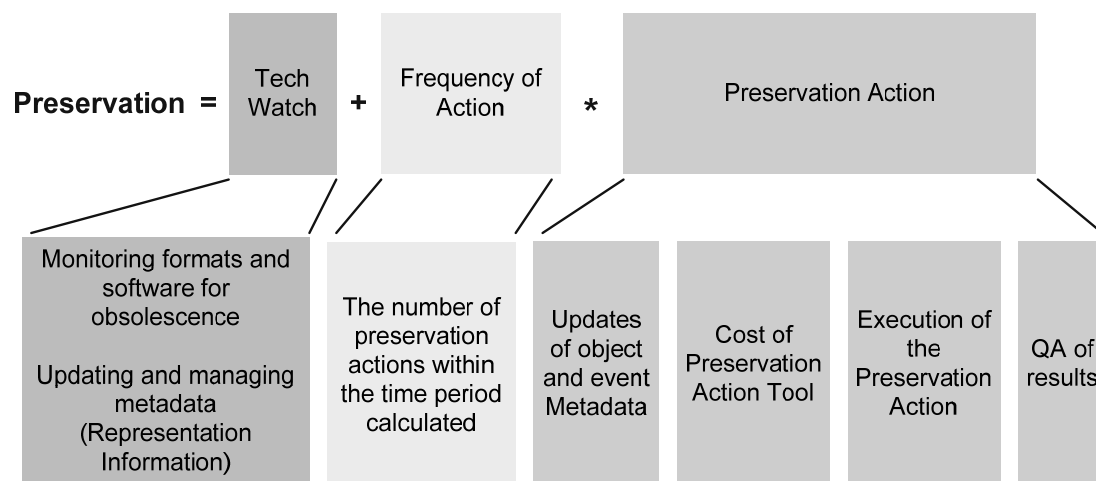 Preservation =
Tech
Watch
+
Frequency of
Action
*
Preservation Action
Monitoring formats and
software for
obsolescence
Updating and managing
metadata
(Representation
Information)
The number of
preservation
actions within
the time period
calculated
Updates
of object
and event
Metadata
Cost of
Preservation
Action Tool
Execution of
the
Preservation
Action
QA of
results